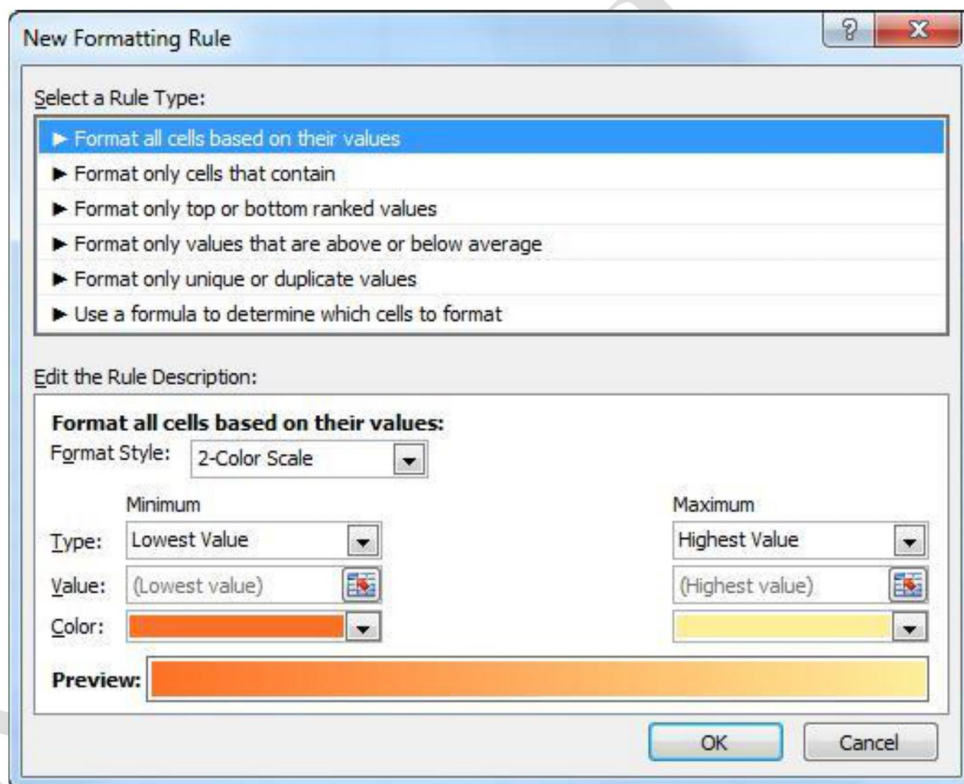 New Formatting Rule
Select a Rule Type:
► Format all cells based on their values
► Format only cells that contain
► Format only top or bottom ranked values
► Format only values that are above or below average
► Format only unique or duplicate values
► Use a formula to determine which cells to format
Edit the Rule Description:
Format all cells based on their values:
Format Style: 2-Color Scale
Minimum Maximum
Type: Lowest Value Highest Value
Value: (Lowest value) (Highest value)
Color:
Preview:
OK Cancel